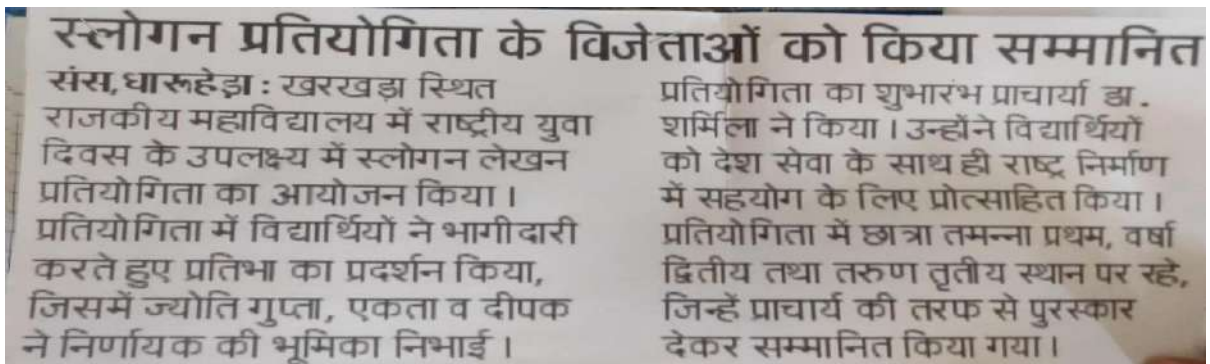 स्लोगन प्रतियोगिता के विजेताओं को किया सम्मानित
संस, धारूहेड़ा : खरखड़ा स्थित
राजकीय महाविद्यालय में राष्ट्रीय युवा
दिवस के उपलक्ष्य में स्लोगन लेखन
प्रतियोगिता का आयोजन किया ।
प्रतियोगिता में विद्यार्थियों ने भागीदारी
करते हुए प्रतिभा का प्रदर्शन किया,
जिसमें ज्योति गुप्ता, एकता व दीपक
ने निर्णायक की भूमिका निभाई ।
प्रतियोगिता का शुभारंभ प्राचार्या डा .
शर्मिला ने किया । उन्होंने विद्यार्थियों
को देश सेवा के साथ ही राष्ट्र निर्माण
में सहयोग के लिए प्रोत्साहित किया ।
प्रतियोगिता में छात्रा तमन्ना प्रथम, वर्षा
द्वितीय तथा तरुण तृतीय स्थान पर रहे,
जिन्हें प्राचार्य की तरफ से पुरस्कार
देकर सम्मानित किया गया ।